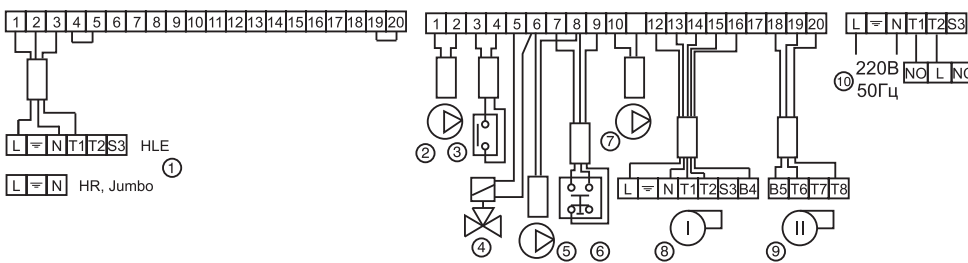 1 2 3 4 5 6 7 8 9 10 11 12 13 14 15 16 17 18 19 20
L N T1 T2 S3 HLE
1
L N HR, Jumbo
1 2 3 4 5 6 7 8 9 10 12 13 14 15 16 17 18 19 20
2 3 4 5 6 7
L N T1 T2 S3 B4
8 I
B5 T6 T7 T8
9 II
L N T1 T2 S3
10 220В
50Гц
NO L NO